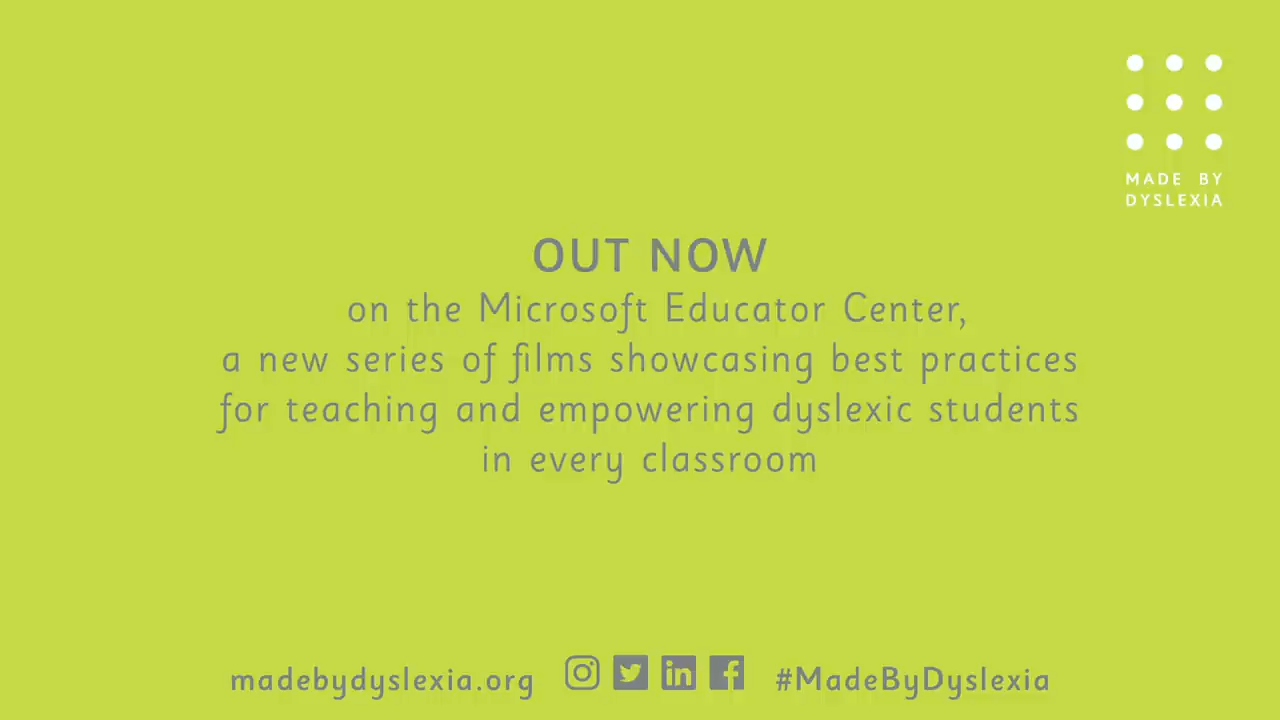 MADE BY
DYSLEXIA
OUT NOW
on the Microsoft Educator Center,
a new series of films showcasing best practices
for teaching and empowering dyslexic students
in every classroom
madebydyslexia.org #MadeByDyslexia